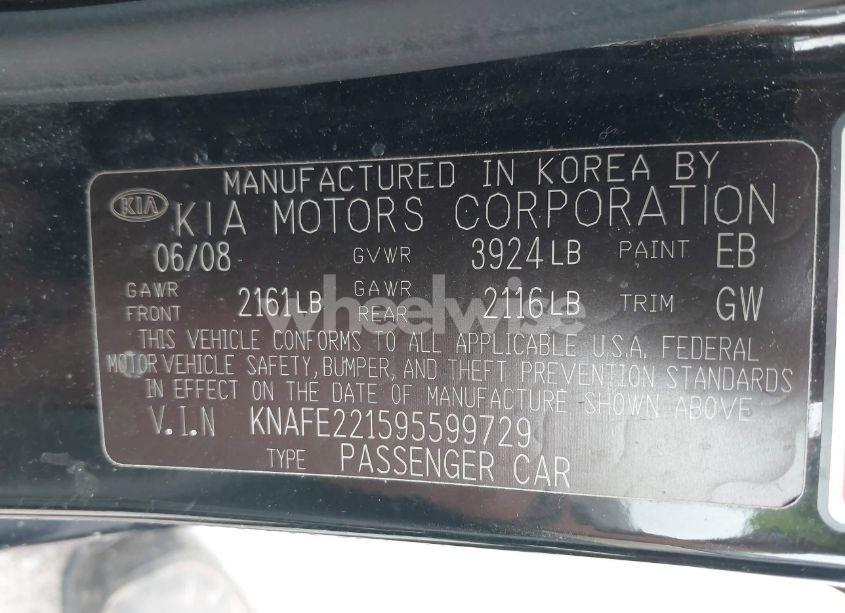 MANUFACTURED IN KOREA BY
KIA KIA MOTORS CORPORATION
06/08 GVWR 3924LB PAINT EB
GAWR FRONT 2161LB GAWR REAR 2116LB TRIM GW
THIS VEHICLE CONFORMS TO ALL APPLICABLE U.S.A. FEDERAL
MOTOR VEHICLE SAFETY, BUMPER, AND THEFT PREVENTION STANDARDS
IN EFFECT ON THE DATE OF MANUFACTURE SHOWN ABOVE
V.I.N KNAFE221595599729
TYPE PASSENGER CAR
wheelwise